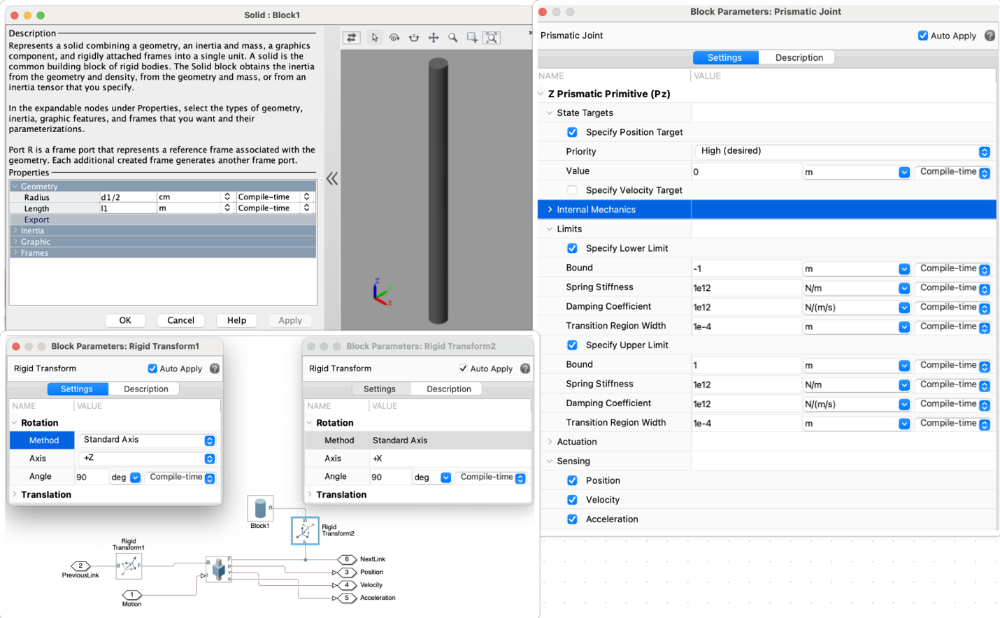 Solid : Block1
Description
Represents a solid combining a geometry, an inertia and mass, a graphics
component, and rigidly attached frames into a single unit. A solid is the
common building block of rigid bodies. The Solid block obtains the inertia
from the geometry and density, from the geometry and mass, or from an
inertia tensor that you specify.
In the expandable nodes under Properties, select the types of geometry,
inertia, graphic features, and frames that you want and their
parameterizations.
Port R is a frame port that represents a reference frame associated with the
geometry. Each additional created frame generates another frame port.
Properties
Geometry
Radius d1/2 cm Compile-time
Length l1 m Compile-time
Export
Inertia
Graphic
Frames
OK Cancel Help Apply
Z Y X
Block Parameters: Prismatic Joint
Prismatic Joint Auto Apply ?
Settings Description
NAME VALUE
Z Prismatic Primitive (Pz)
State Targets
Specify Position Target
Priority High (desired)
Value 0 m Compile-time
Specify Velocity Target
Internal Mechanics
Limits
Specify Lower Limit
Bound -1 m Compile-time
Spring Stiffness 1e12 N/m Compile-time
Damping Coefficient 1e12 N/(m/s) Compile-time
Transition Region Width 1e-4 m Compile-time
Specify Upper Limit
Bound 1 m Compile-time
Spring Stiffness 1e12 N/m Compile-time
Damping Coefficient 1e12 N/(m/s) Compile-time
Transition Region Width 1e-4 m Compile-time
Actuation
Sensing
Position
Velocity
Acceleration
Block Parameters: Rigid Transform1
Rigid Transform Auto Apply ?
Settings Description
NAME VALUE
Rotation
Method Standard Axis
Axis +Z
Angle 90 deg Compile-time
Translation
Block Parameters: Rigid Transform2
Rigid Transform Auto Apply ?
Settings Description
NAME VALUE
Rotation
Method Standard Axis
Axis +X
Angle 90 deg Compile-time
Translation
R
Block1
B
Rigid
Transform2
F
Rigid
Transform1
2 B F
PreviousLink
B F
p
v
a
f
1
Motion
6 NextLink
3 Position
4 Velocity
5 Acceleration